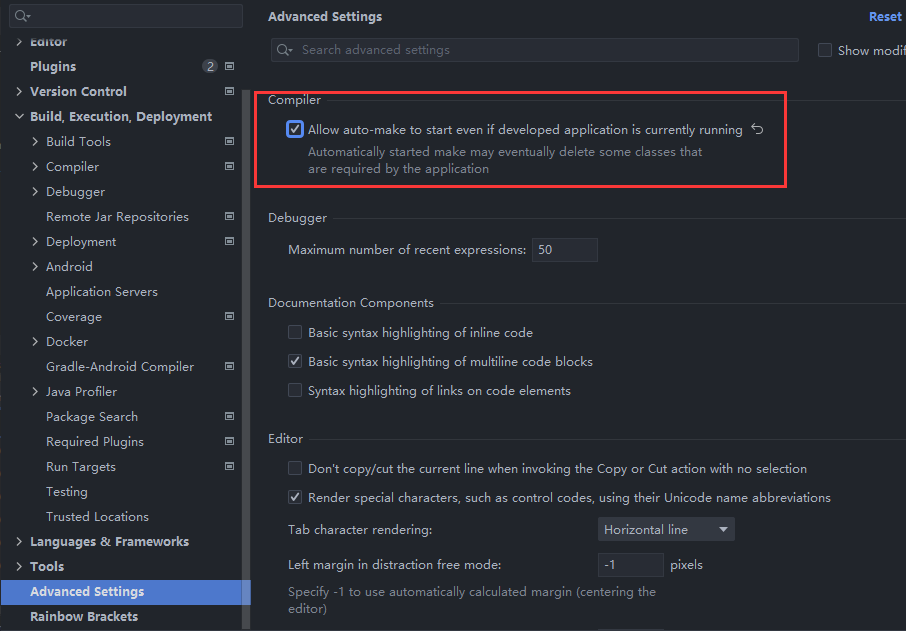 Advanced Settings
Reset
Search advanced settings
Show modif
Editor
Plugins
2
Version Control
Build, Execution, Deployment
Build Tools
Compiler
Debugger
Remote Jar Repositories
Deployment
Android
Application Servers
Coverage
Docker
Gradle-Android Compiler
Java Profiler
Package Search
Required Plugins
Run Targets
Testing
Trusted Locations
Languages & Frameworks
Tools
Advanced Settings
Rainbow Brackets
Compiler
Allow auto-make to start even if developed application is currently running
Automatically started make may eventually delete some classes that
are required by the application
Debugger
Maximum number of recent expressions: 50
Documentation Components
Basic syntax highlighting of inline code
Basic syntax highlighting of multiline code blocks
Syntax highlighting of links on code elements
Editor
Don't copy/cut the current line when invoking the Copy or Cut action with no selection
Render special characters, such as control codes, using their Unicode name abbreviations
Tab character rendering: Horizontal line
Left margin in distraction free mode: -1 pixels
Specify -1 to use automatically calculated margin (centering the
editor)